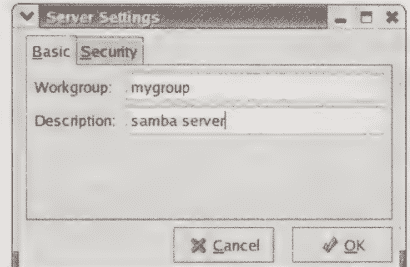 Server Settings
Basic Security
Workgroup: mygroup
Description: samba server
Cancel OK